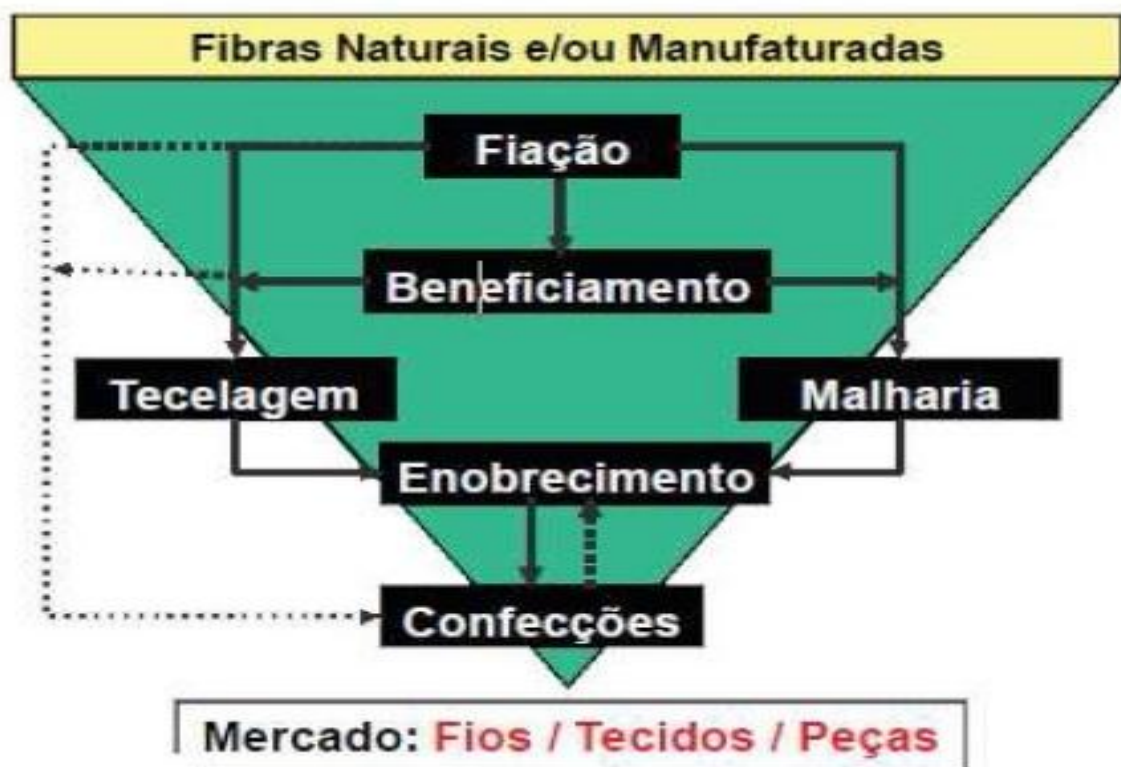 Fibras Naturais e/ou Manufaturadas
Fiação
Beneficiamento
Tecelagem
Malharia
Enobrecimento
Confecções
Mercado: Fios / Tecidos / Peças